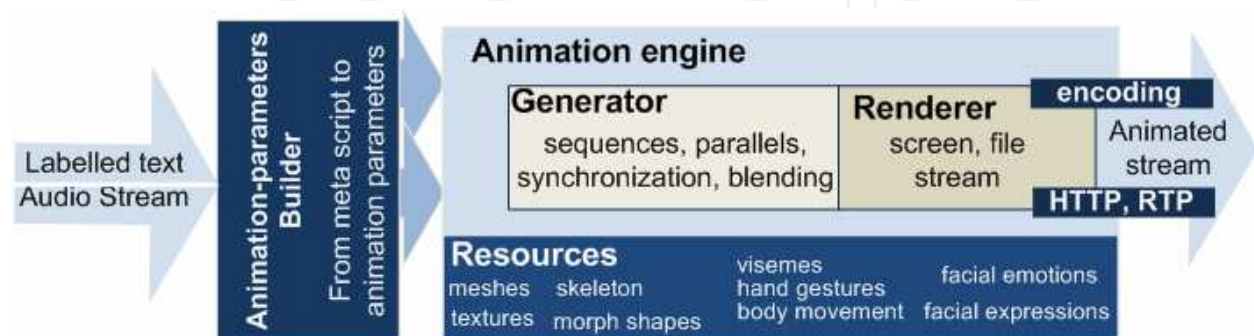 Labelled text
Audio Stream
Animation-parameters
Builder
From meta script to
animation parameters
Animation engine
Generator
sequences, parallels,
synchronization, blending
Renderer
screen, file
stream
encoding
Animated
stream
HTTP, RTP
Resources
meshes
textures
skeleton
morph shapes
visemes
hand gestures
body movement
facial emotions
facial expressions